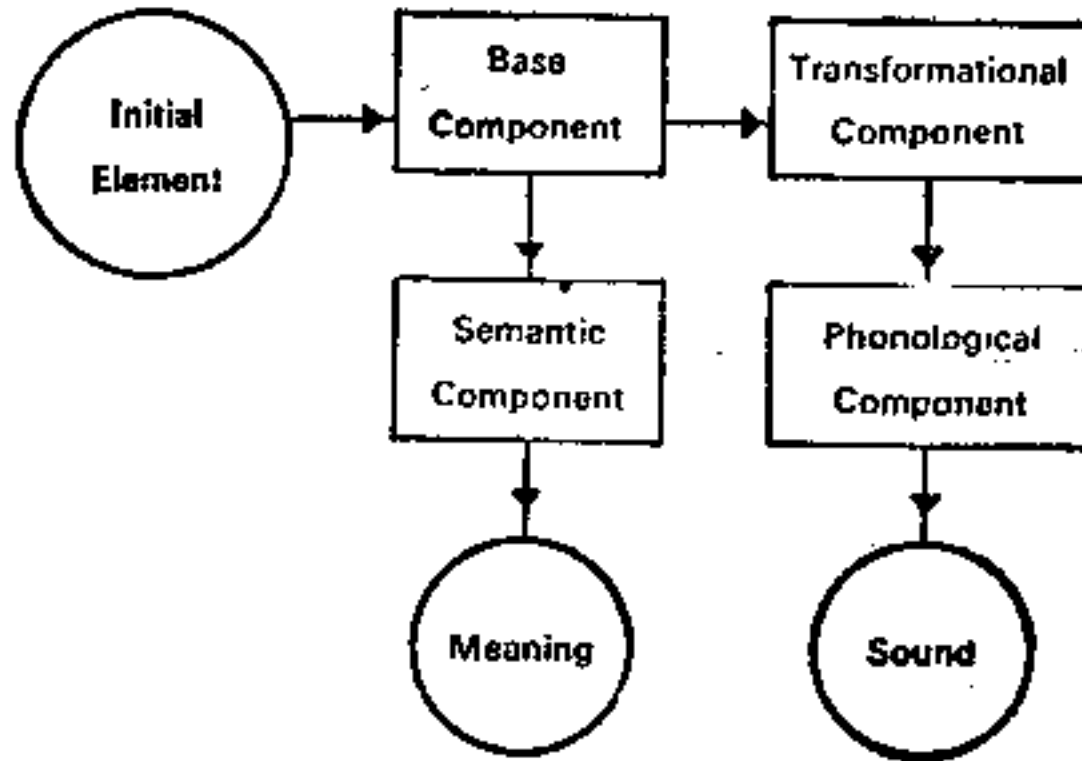 Initial
Element
Base
Component
Transformational
Component
Semantic
Component
Phonological
Component
Meaning
Sound